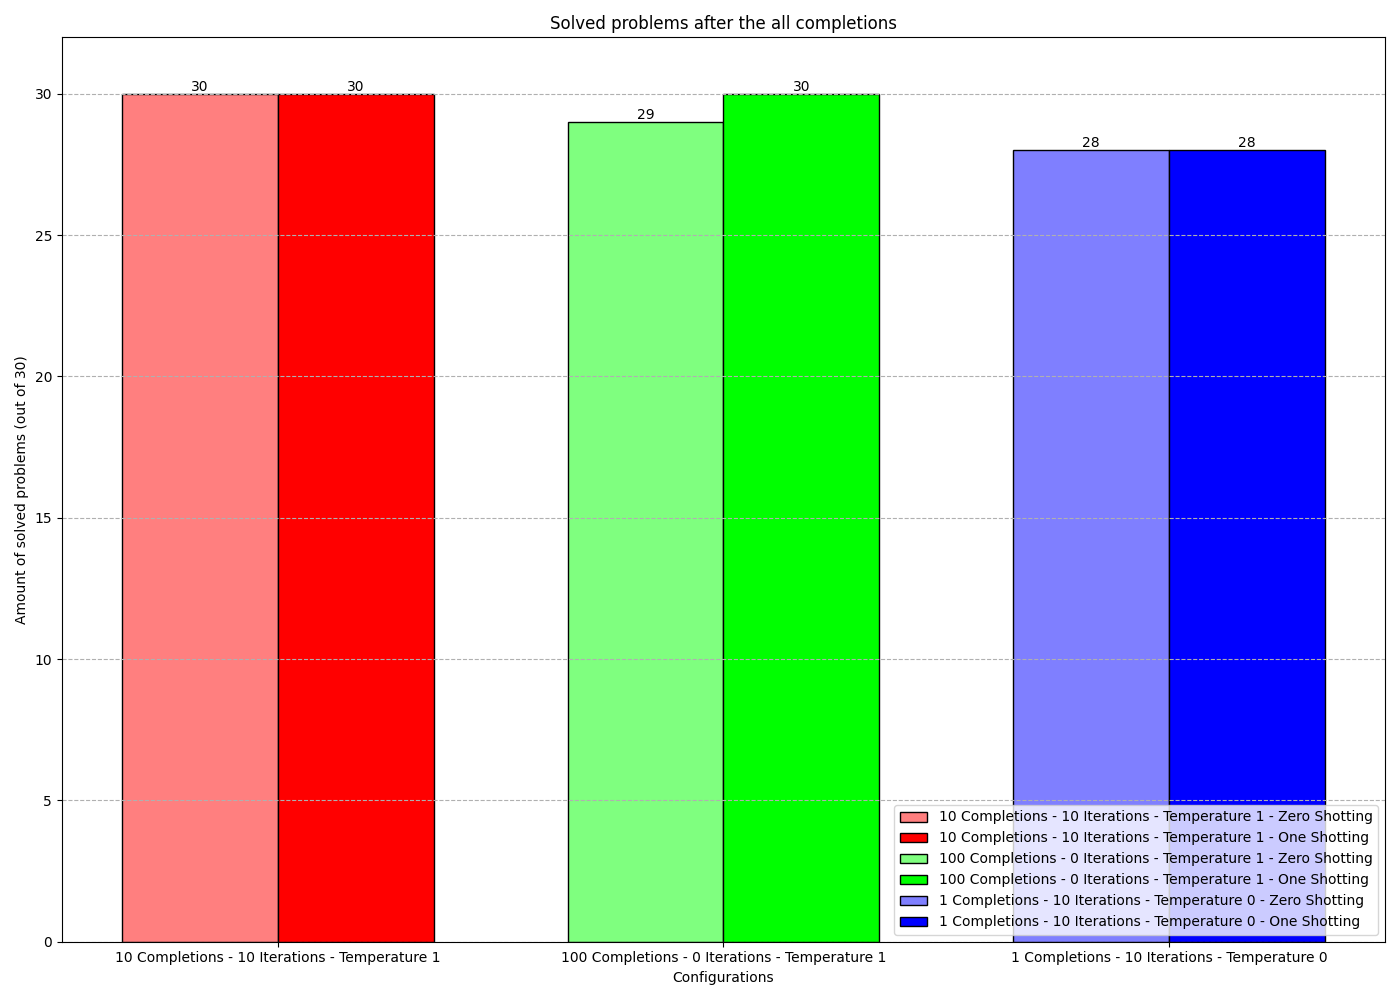 Solved problems after the all completions
30
30
29
30
28
28
30
25
20
15
10
5
0
Amount of solved problems (out of 30)
10 Completions - 10 Iterations - Temperature 1 - Zero Shotting
10 Completions - 10 Iterations - Temperature 1 - One Shotting
100 Completions - 0 Iterations - Temperature 1 - Zero Shotting
100 Completions - 0 Iterations - Temperature 1 - One Shotting
1 Completions - 10 Iterations - Temperature 0 - Zero Shotting
1 Completions - 10 Iterations - Temperature 0 - One Shotting
10 Completions - 10 Iterations - Temperature 1
100 Completions - 0 Iterations - Temperature 1
1 Completions - 10 Iterations - Temperature 0
Configurations